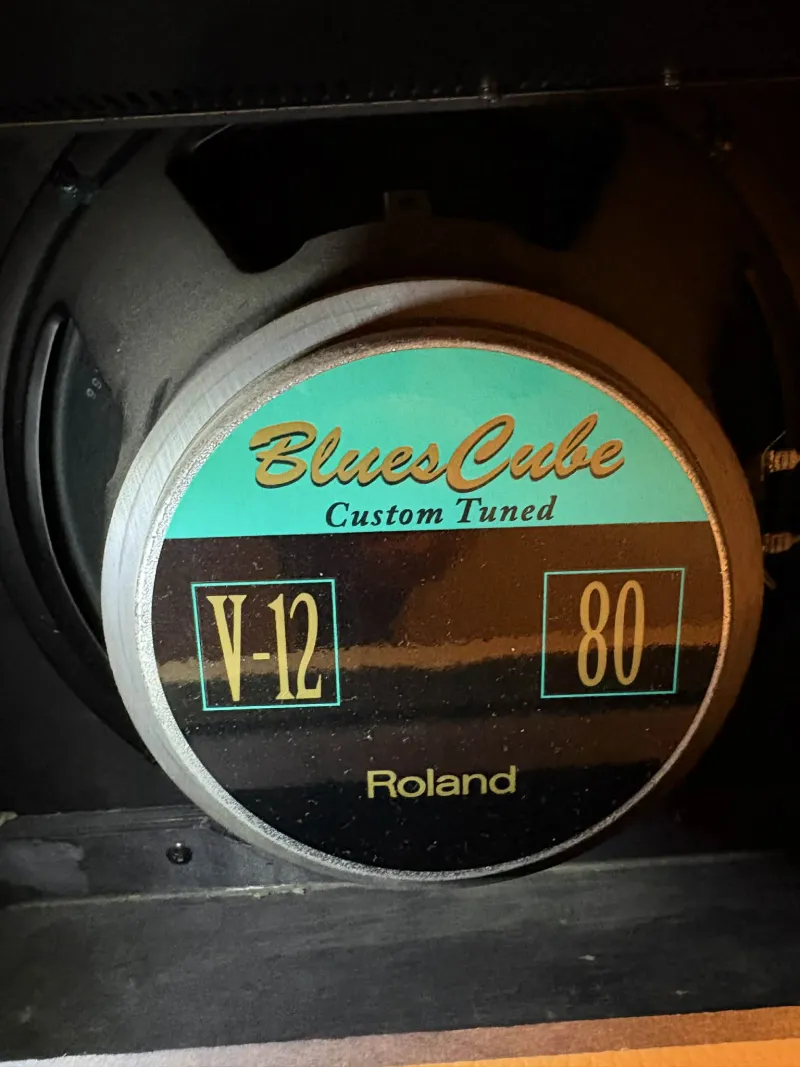 BluesCube
Custom Tuned
V-12
80
Roland